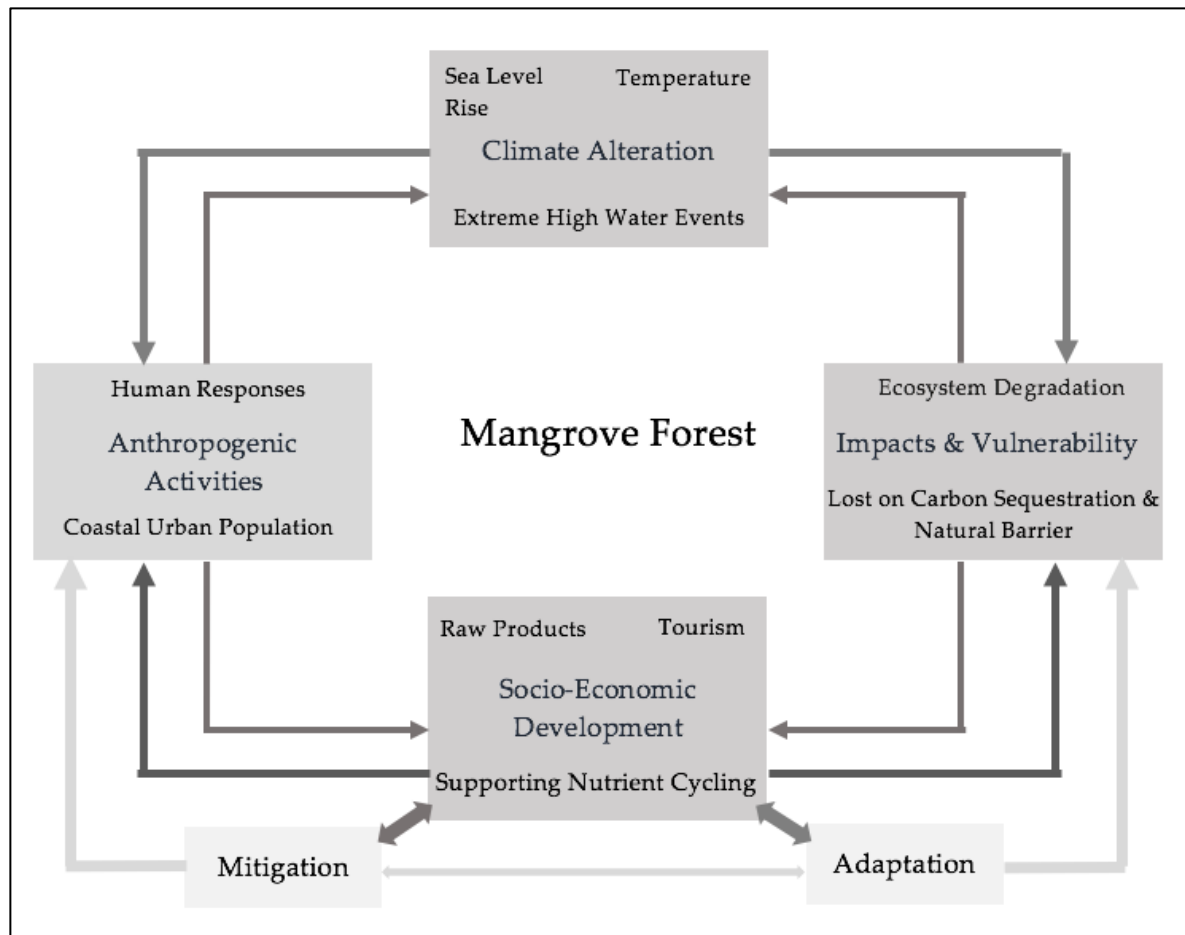 Sea Level
Rise
Temperature
Climate Alteration
Extreme High Water Events
Human Responses
Anthropogenic
Activities
Coastal Urban Population
Mangrove Forest
Ecosystem Degradation
Impacts & Vulnerability
Lost on Carbon Sequestration &
Natural Barrier
Raw Products
Tourism
Socio-Economic
Development
Supporting Nutrient Cycling
Mitigation
Adaptation